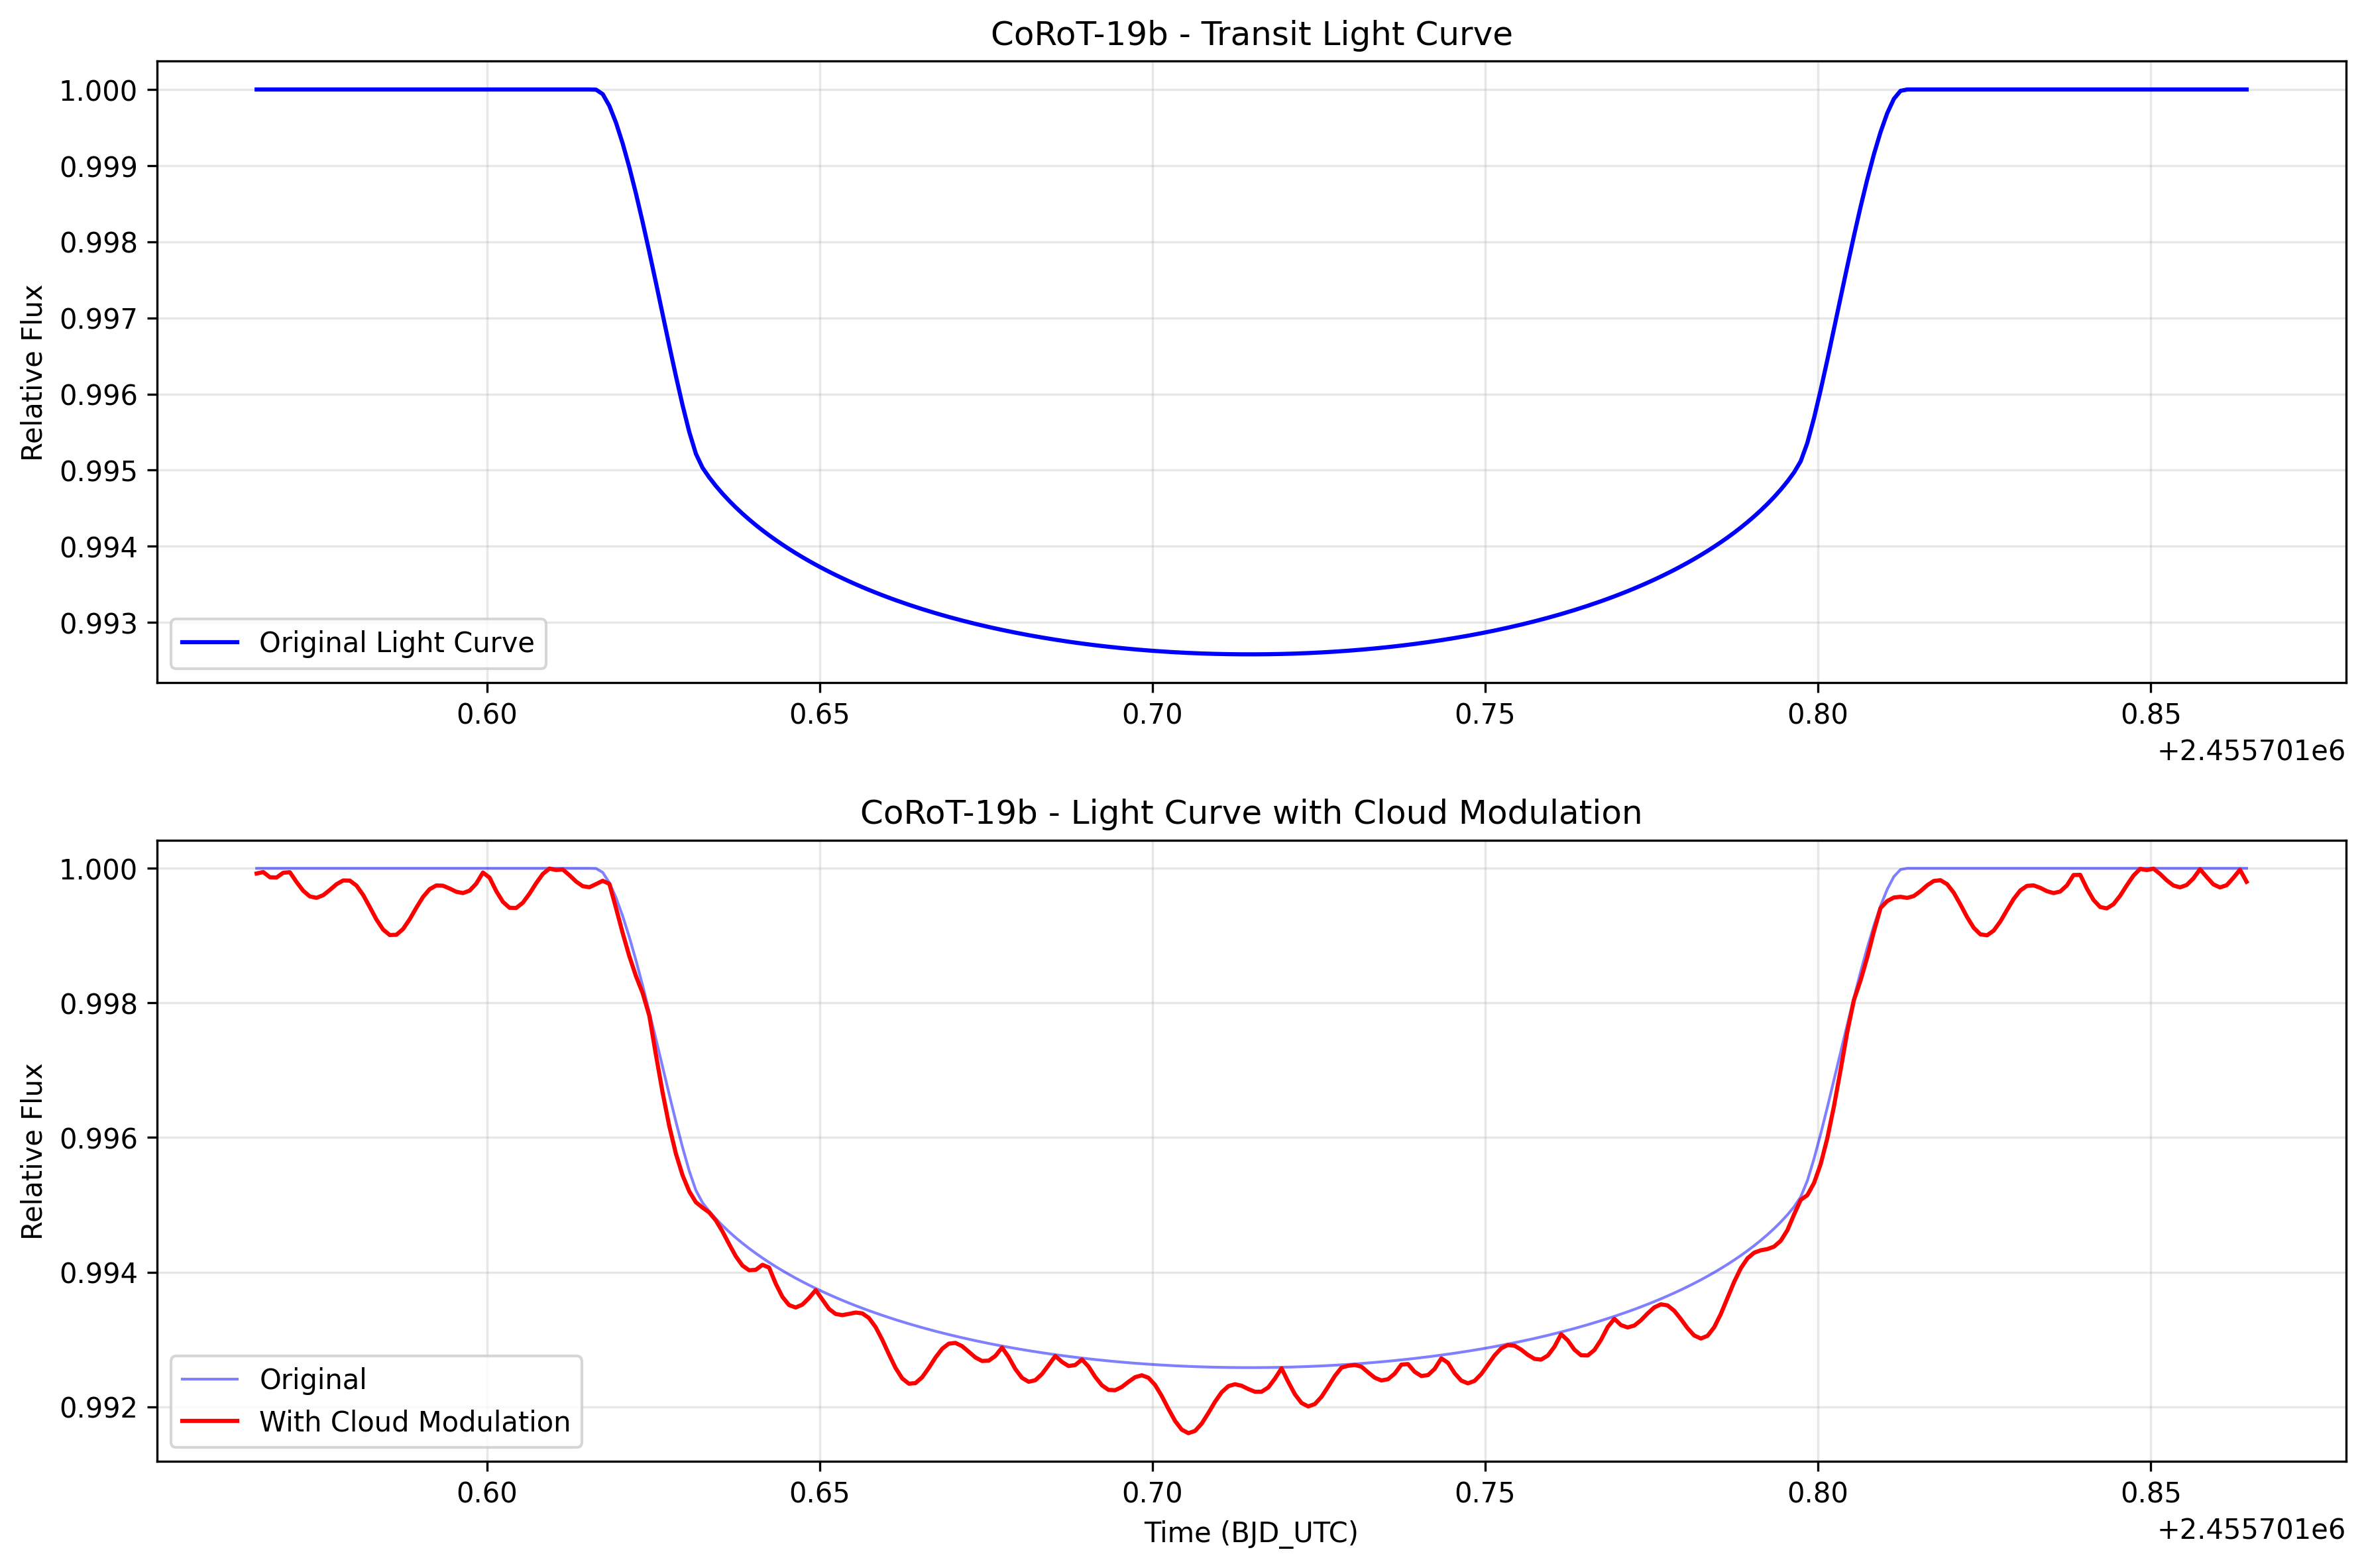 CoRoT-19b - Transit Light Curve
Relative Flux
1.000
0.999
0.998
0.997
0.996
0.995
0.994
0.993
Original Light Curve
0.60 0.65 0.70 0.75 0.80 0.85
+2.455701e6
CoRoT-19b - Light Curve with Cloud Modulation
Relative Flux
1.000
0.998
0.996
0.994
0.992
Original
With Cloud Modulation
0.60 0.65 0.70 0.75 0.80 0.85
+2.455701e6
Time (BJD_UTC)